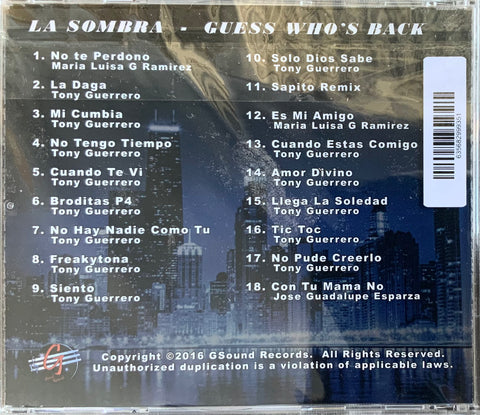 LA SOMBRA - GUESS WHO'S BACK
1. No te Perdono
Maria Luisa G Ramirez
2. La Daga
Tony Guerrero
3. Mi Cumbia
Tony Guerrero
4. No Tengo Tiempo
Tony Guerrero
5. Cuando Te Vi
Tony Guerrero
6. Broditas P4
Tony Guerrero
7. No Hay Nadie Como Tu
Tony Guerrero
8. Freakytona
Tony Guerrero
9. Siento
Tony Guerrero
10. Solo Dios Sabe
Tony Guerrero
11. Sapito Remix
12. Es Mi Amigo
Maria Luisa G Ramirez
13. Cuando Estas Comigo
Tony Guerrero
14. Amor Divino
Tony Guerrero
15. Llega La Soledad
Tony Guerrero
16. Tic Toc
Tony Guerrero
17. No Pude Creerlo
Tony Guerrero
18. Con Tu Mama No
Jose Guadalupe Esparza
635682999351
Copyright ©2016 GSound Records. All Rights Reserved.
Unauthorized duplication is a violation of applicable laws.